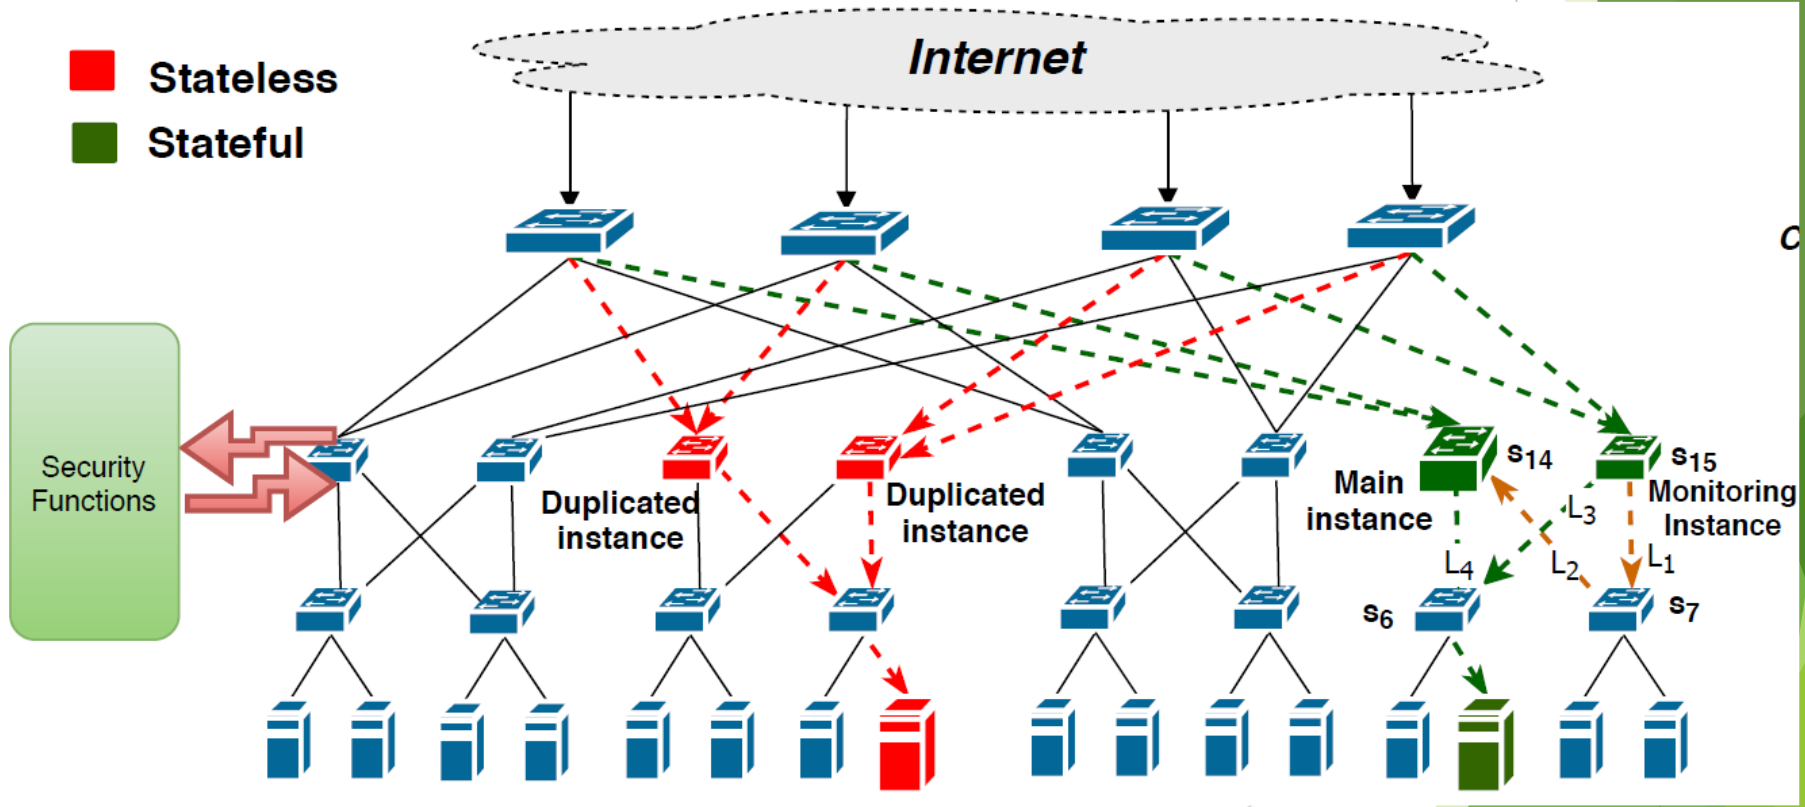 Internet
Stateless
Stateful
C
Security
Functions
Duplicated
instance
Duplicated
instance
Main
instance
s14
s15
Monitoring
Instance
L3
L4
L2
L1
s6
s7